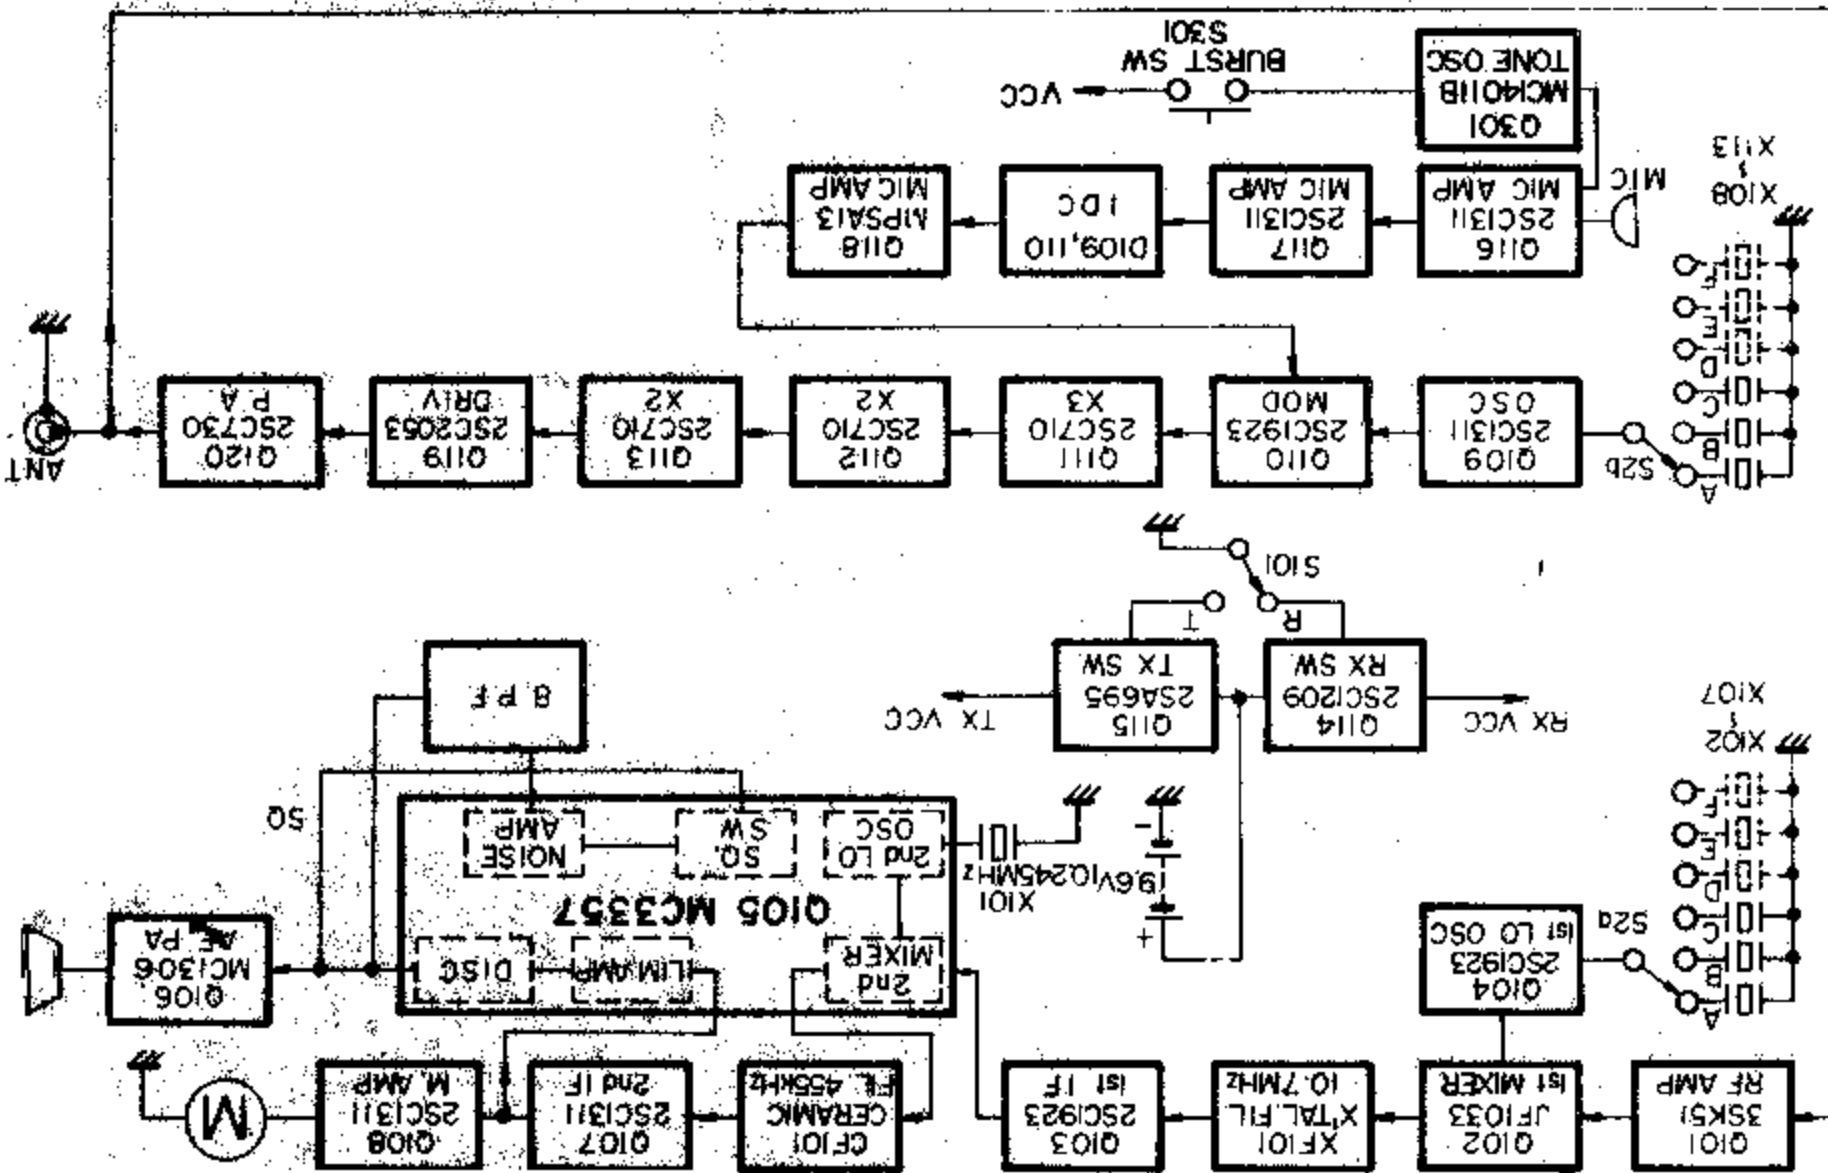 Q101
3SK51
RF AMP
Q102
JF1033
1st MIXER
XF101
X'TAL FIL
10.7MHz
Q103
2SC1923
1st IF
CF101
CERAMIC
FIL 455kHz
Q107
2SC1311
2nd IF
Q108
2SC1311
M.AMP
M
A
B
C
D
E
F
S2a
X102
X107
Q104
2SC1923
1st LO OSC
+
9.6V
-
X101
10.245MHz
Q105 MC3357
2nd
MIXER
LIM.AMP
DISC
2nd LO
OSC
SQ.
SW
NOISE
AMP
Q106
MC1306
AF PA
SQ
B P F
RX VCC
Q114
2SC1209
RX SW
Q115
2SA695
TX SW
TX VCC
R
T
S101
A
B
C
D
E
F
S2b
X108
X113
Q109
2SC1311
OSC
Q110
2SC1923
MOD
Q111
2SC710
X3
Q112
2SC710
X2
Q113
2SC710
X2
Q119
2SC2053
DRIV
Q120
2SC730
P A
ANT
MIC
Q116
2SC1311
MIC AMP
Q117
2SC1311
MIC AMP
D109,110
I D C
Q118
MPSA13
MIC AMP
Q301
MC14011B
TONE OSC
BURST SW
S301
VCC